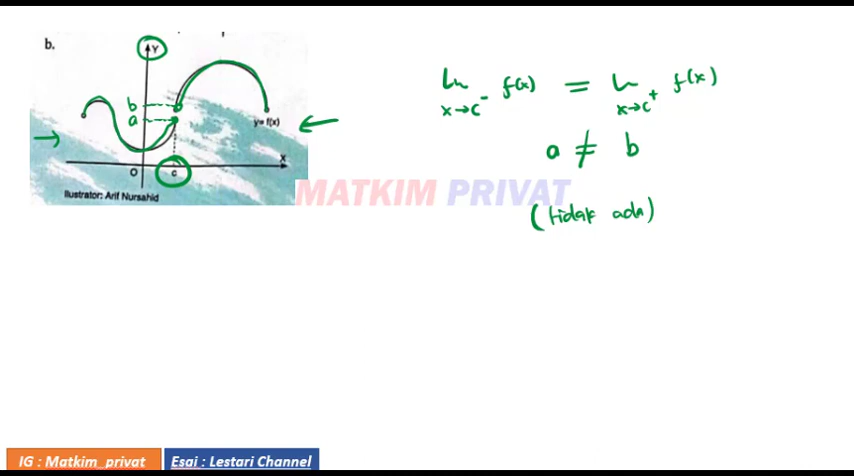 b.
Y
b
a
y= f(x)
X
O
c
Ilustrator: Arif Nursahid
lim x→c⁻ f(x) = lim x→c⁺ f(x)
a ≠ b
(tidak ada)
MATKIM PRIVAT
IG : Matkim_privat
Esai : Lestari Channel